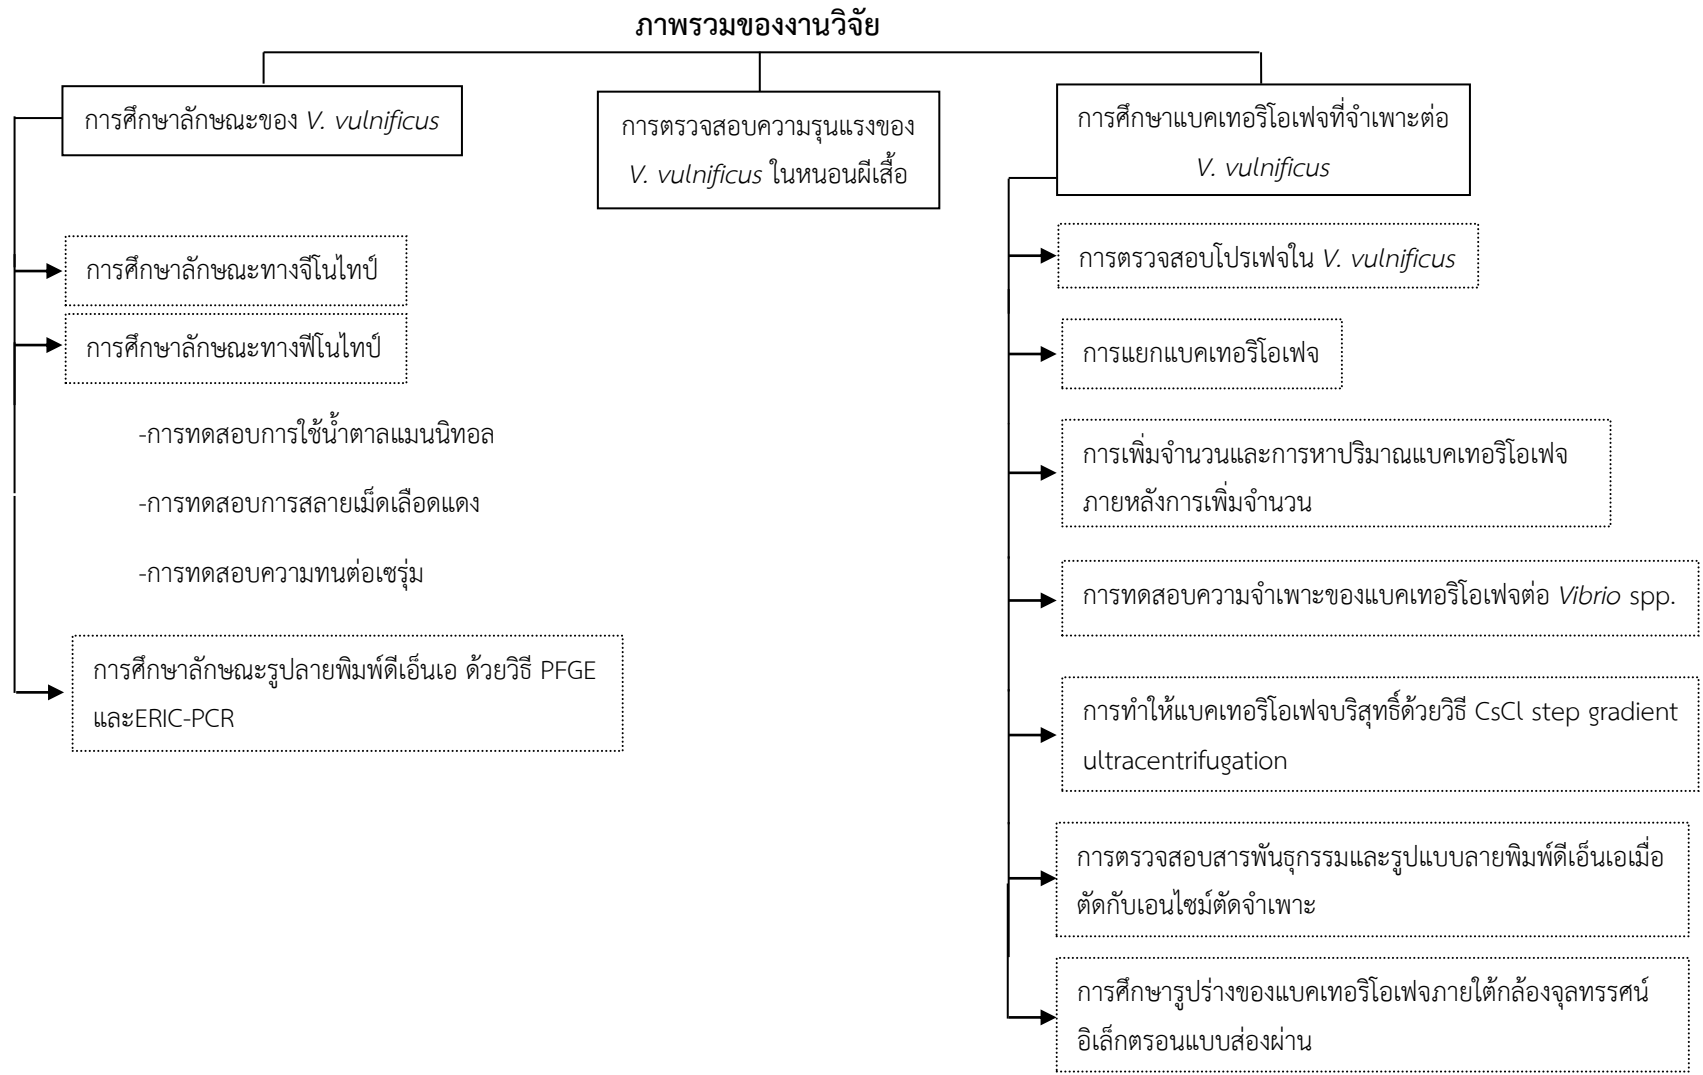 ภาพรวมของงานวิจัย
การศึกษาลักษณะของ V. vulnificus
การศึกษาลักษณะทางจีโนไทป์
การศึกษาลักษณะทางฟีโนไทป์
-การทดสอบการใช้น้ำตาลแมนนิทอล
-การทดสอบการสลายเม็ดเลือดแดง
-การทดสอบความทนต่อเซรุ่ม
การศึกษาลักษณะรูปลายพิมพ์ดีเอ็นเอ ด้วยวิธี PFGE
และERIC-PCR
การตรวจสอบความรุนแรงของ
V. vulnificus ในหนอนผีเสื้อ
การศึกษาแบคเทอริโอเฟจที่จำเพาะต่อ
V. vulnificus
การตรวจสอบโปรเฟจใน V. vulnificus
การแยกแบคเทอริโอเฟจ
การเพิ่มจำนวนและการหาปริมาณแบคเทอริโอเฟจ
ภายหลังการเพิ่มจำนวน
การทดสอบความจำเพาะของแบคเทอริโอเฟจต่อ Vibrio spp.
การทำให้แบคเทอริโอเฟจบริสุทธิ์ด้วยวิธี CsCl step gradient
ultracentrifugation
การตรวจสอบสารพันธุกรรมและรูปแบบลายพิมพ์ดีเอ็นเอเมื่อ
ตัดกับเอนไซม์ตัดจำเพาะ
การศึกษารูปร่างของแบคเทอริโอเฟจภายใต้กล้องจุลทรรศน์
อิเล็กตรอนแบบส่องผ่าน